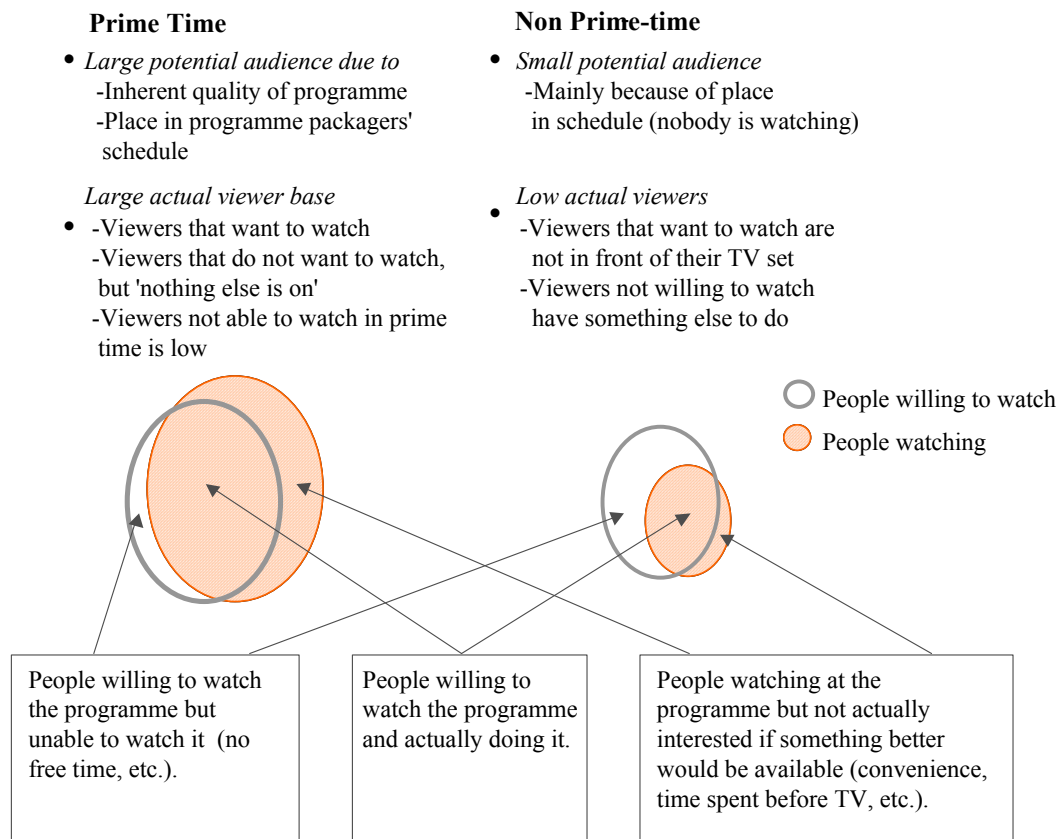 Prime Time
• Large potential audience due to
-Inherent quality of programme
-Place in programme packagers'
schedule
Large actual viewer base
• -Viewers that want to watch
-Viewers that do not want to watch,
but 'nothing else is on'
-Viewers not able to watch in prime
time is low
Non Prime-time
• Small potential audience
-Mainly because of place
in schedule (nobody is watching)
Low actual viewers
• -Viewers that want to watch are
not in front of their TV set
-Viewers not willing to watch
have something else to do
People willing to watch
People watching
People willing to watch
the programme but
unable to watch it (no
free time, etc.).
People willing to
watch the programme
and actually doing it.
People watching at the
programme but not actually
interested if something better
would be available (convenience,
time spent before TV, etc.).